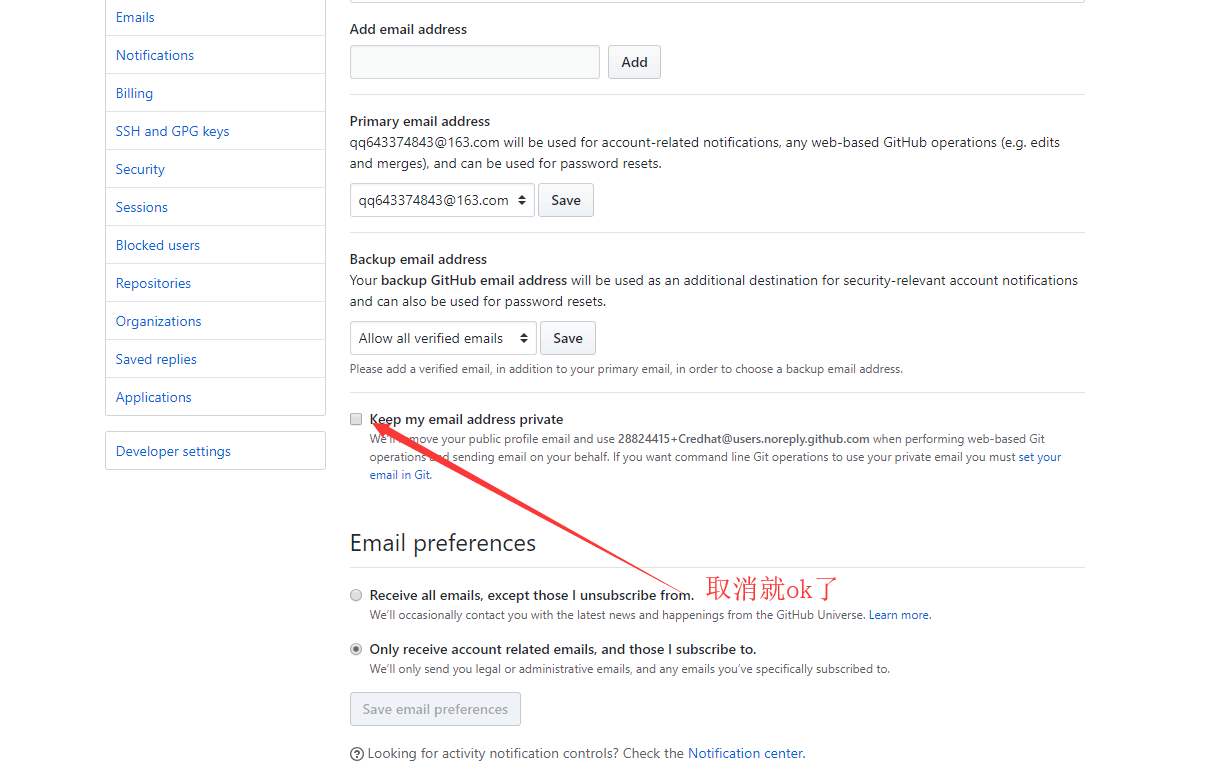 Emails
Notifications
Billing
SSH and GPG keys
Security
Sessions
Blocked users
Repositories
Organizations
Saved replies
Applications
Developer settings
Add email address
Add
Primary email address
qq643374843@163.com will be used for account-related notifications, any web-based GitHub operations (e.g. edits
and merges), and can be used for password resets.
qq643374843@163.com Save
Backup email address
Your backup GitHub email address will be used as an additional destination for security-relevant account notifications
and can also be used for password resets.
Allow all verified emails Save
Please add a verified email, in addition to your primary email, in order to choose a backup email address.
Keep my email address private
We'll remove your public profile email and use 28824415+Credhat@users.noreply.github.com when performing web-based Git
operations and sending email on your behalf. If you want command line Git operations to use your private email you must set your
email in Git.
Email preferences
Receive all emails, except those I unsubscribe from.
取消就ok了
We'll occasionally contact you with the latest news and happenings from the GitHub Universe. Learn more.
Only receive account related emails, and those I subscribe to.
We'll only send you legal or administrative emails, and any emails you've specifically subscribed to.
Save email preferences
Looking for activity notification controls? Check the Notification center.